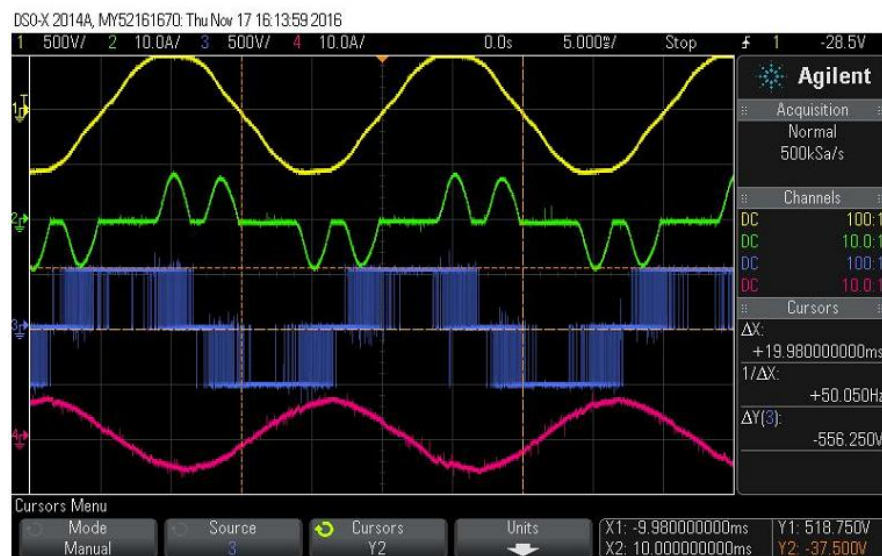 DSO-X 2014A, MY52161670: Thu Nov 17 16:13:59 2016
1 500V/ 2 10.0A/ 3 500V/ 4 10.0A/ 0.0s 5.000ms/ Stop 1 -28.5V
Agilent
Acquisition
Normal
500kSa/s
Channels
DC 100:1
DC 10.0:1
DC 100:1
DC 10.0:1
Cursors
ΔX:
+19.980000000ms
1/ΔX:
+50.050Hz
ΔY(3):
-556.250V
1
2
3
4
Cursors Menu
Mode
Manual
Source
3
Cursors
Y2
Units
X1: -9.980000000ms
X2: 10.000000000ms
Y1: 518.750V
Y2: -37.500V